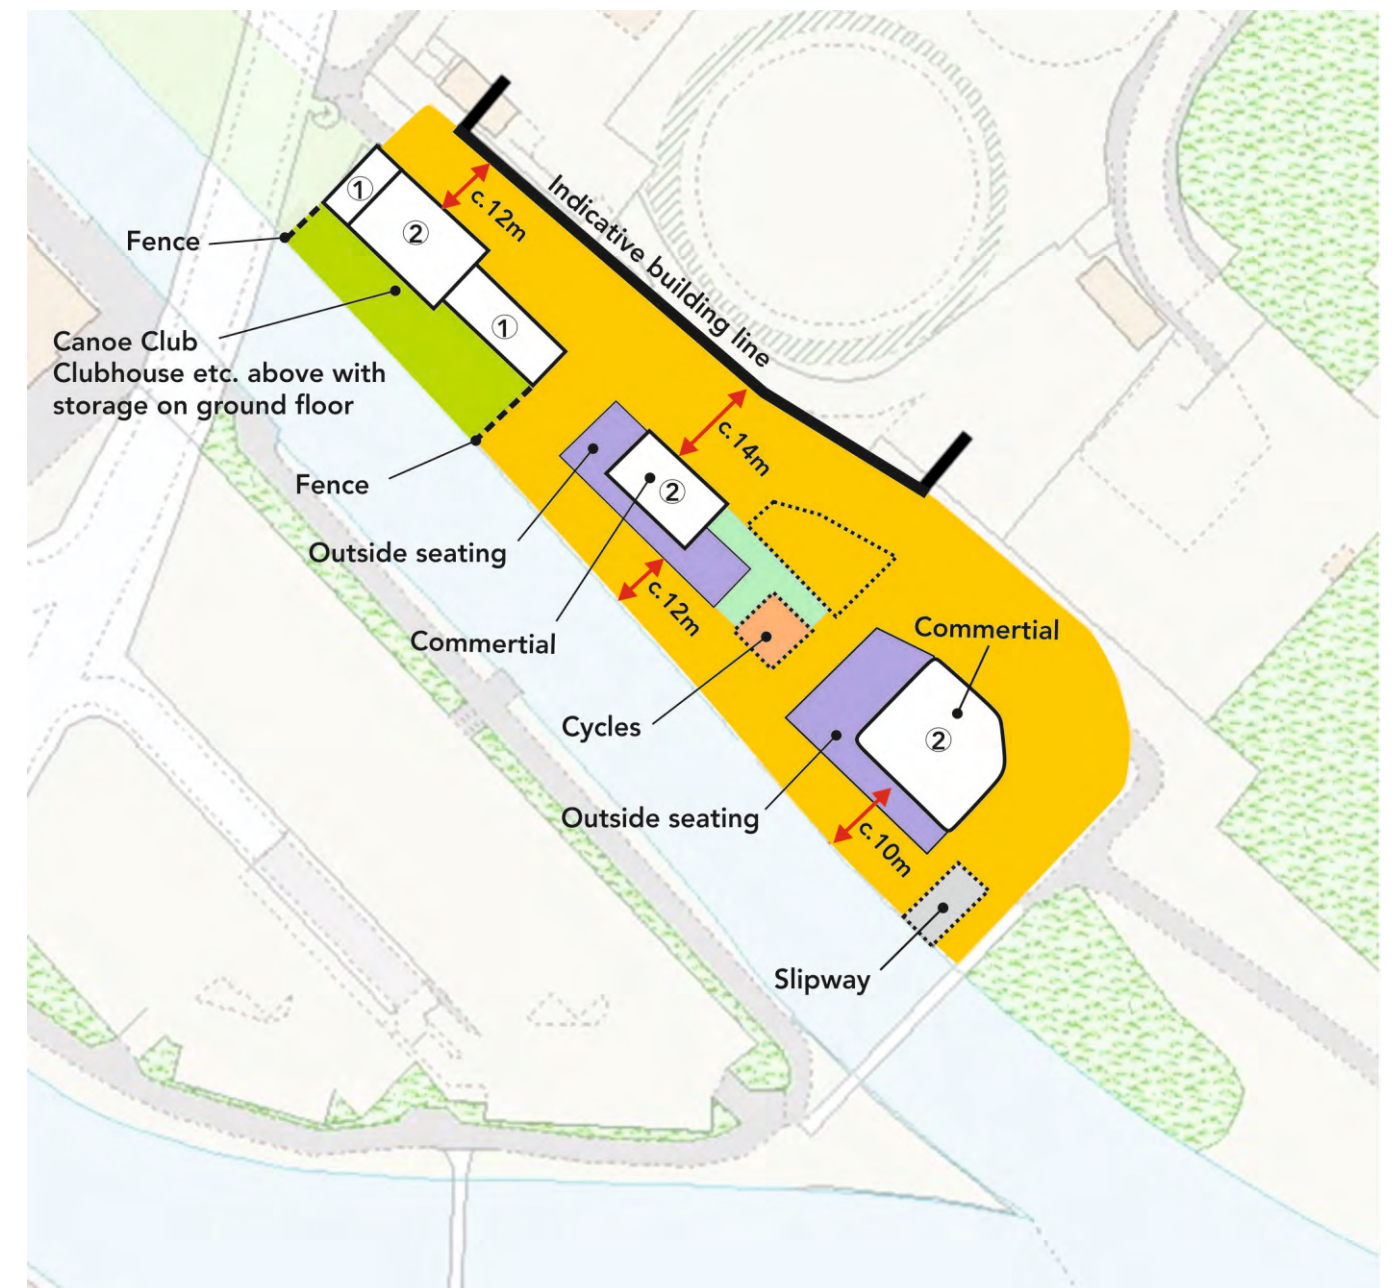 c.12m
Indicative building line
①
②
①
Fence
Canoe Club
Clubhouse etc. above with
storage on ground floor
Fence
c.14m
②
Outside seating
c.12m
Commertial
Commertial
Cycles
②
Outside seating
c.10m
Slipway